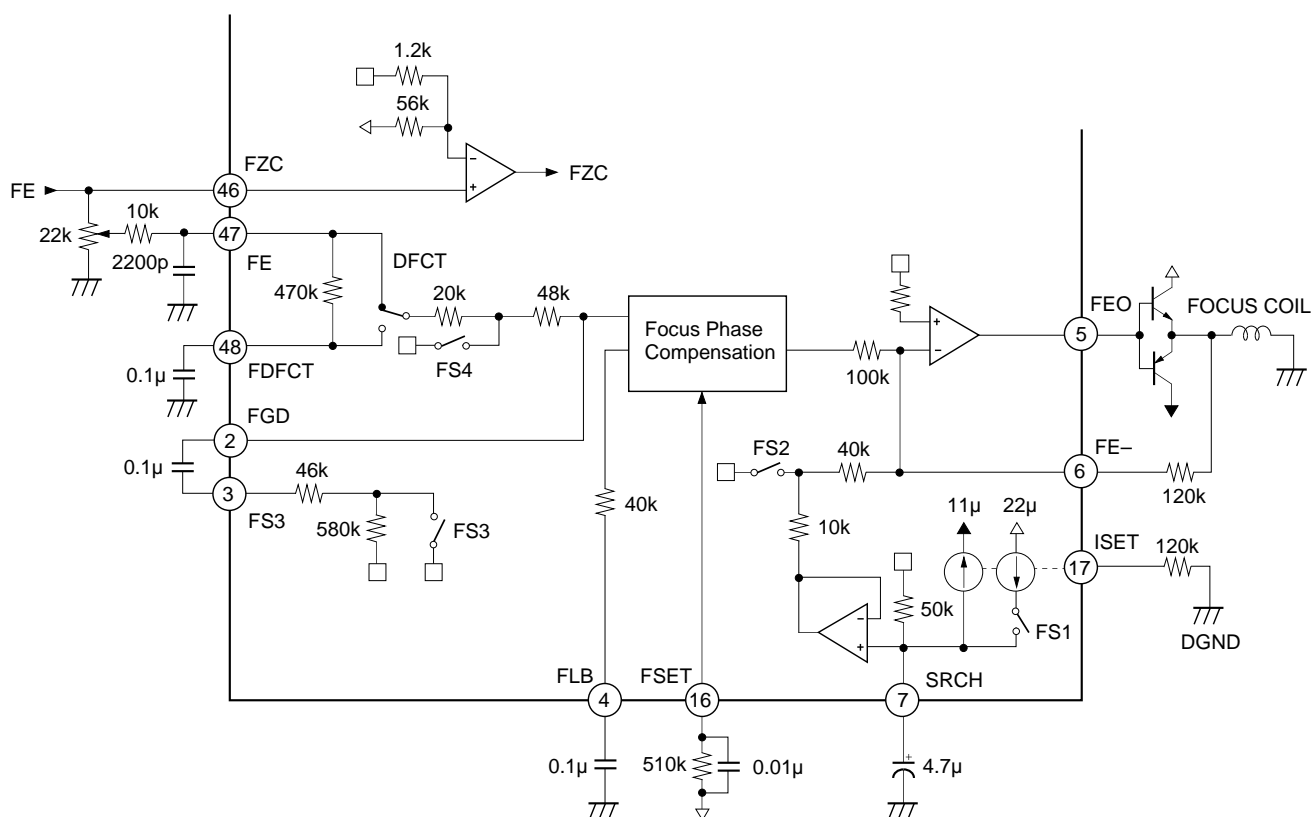 1.2k
56k
FZC
FE
46
FZC
10k
47
22k
2200p
FE
DFCT
470k
20k
48k
Focus Phase
Compensation
FEO
FOCUS COIL
5
48
FDFCT
FS4
100k
0.1µ
FGD
2
FS2
40k
FE–
6
0.1µ
46k
120k
3
FS3
580k
FS3
40k
10k
11µ
22µ
ISET
120k
17
50k
FS1
DGND
FLB
FSET
SRCH
4
16
7
0.1µ
510k
0.01µ
+
4.7µ
–
+
+
–
–
+